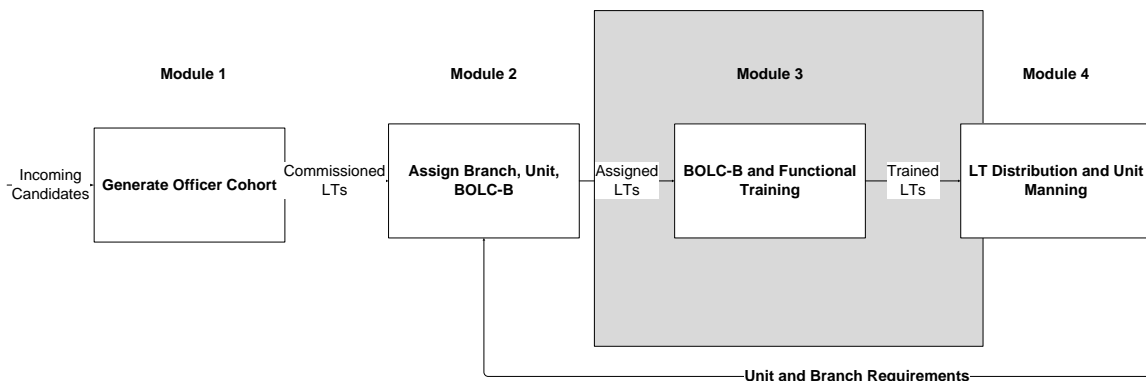 Module 1
Module 2
Module 3
Module 4
Incoming
Candidates
Generate Officer Cohort
Commissioned
LTs
Assign Branch, Unit,
BOLC-B
Assigned
LTs
BOLC-B and Functional
Training
Trained
LTs
LT Distribution and Unit
Manning
Unit and Branch Requirements